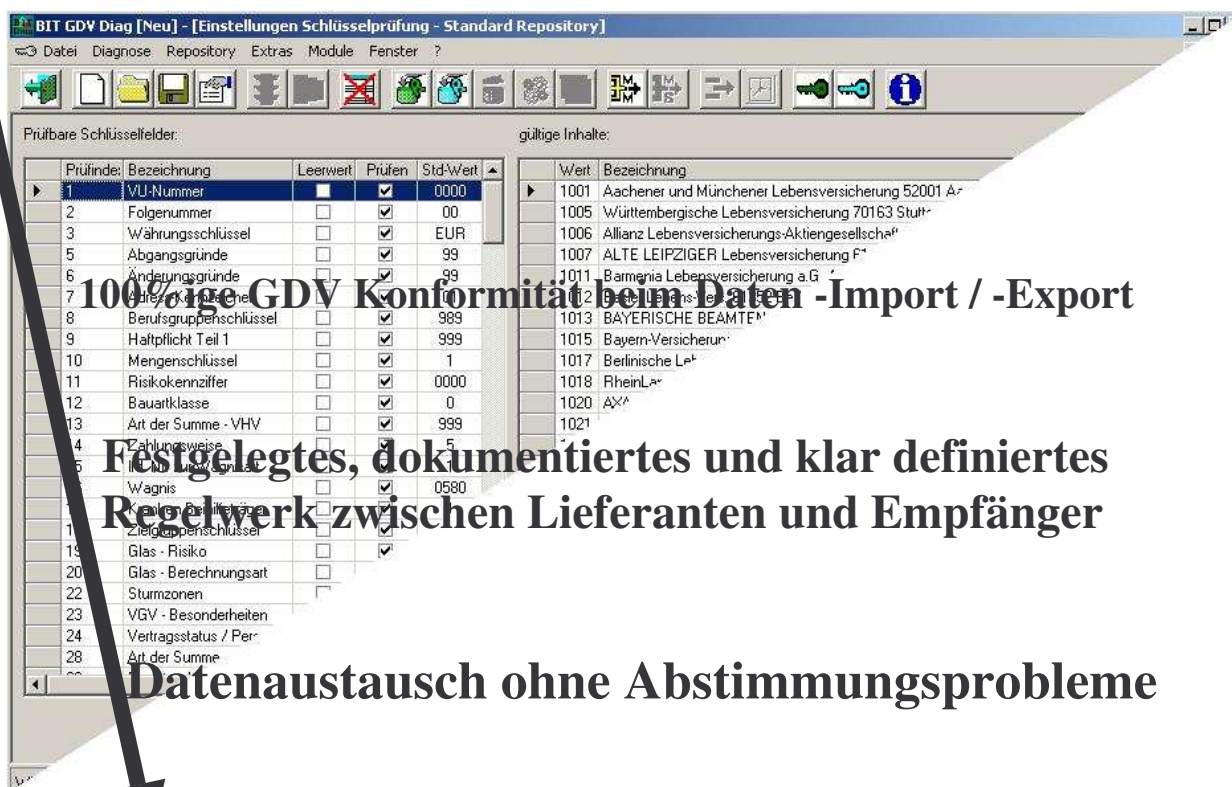 BIT GDV Diag [Neu] - [Einstellungen Schlüsselprüfung - Standard Repository]
Datei Diagnose Repository Extras Module Fenster ?
Prüfbare Schlüsselfelder:
gültige Inhalte:
Prüfinde: Bezeichnung Leerwert Prüfen Std-Wert
1 VU-Nummer 0000
2 Folgenummer 00
3 Währungsschlüssel EUR
5 Abgangsgründe 99
6 Änderungsgründe 99
7
8 Berufsgruppenschlüssel 989
9 Haftpflicht Teil 1 999
10 Mengenschlüssel 1
11 Risikokennziffer 0000
12 Bauartklasse 0
13 Art der Summe - VHV 999
Zahlungsweise 5
Wagnis 0580
Zielgruppenschlüssel
19 Glas - Risiko
20 Glas - Berechnungsart
22 Sturmzonen
23 VGV - Besonderheiten
24 Vertragsstatus /
28 Art der Summe
Wert Bezeichnung
1001 Aachener und Münchener Lebensversicherung 52001
1005 Württembergische Lebensversicherung 70163
1006 Allianz Lebensversicherungs-Aktiengesellschaft
1007 ALTE LEIPZIGER Lebensversicherung
1011 Barmenia Lebensversicherung a.G
1012
1013 BAYERISCHE
1015
1017 Berlinische
1018
1020
1021
100%ige GDV Konformität beim Daten -Import / -Export
Festgelegtes, dokumentiertes und klar definiertes
Regelwerk zwischen Lieferanten und Empfänger
Datenaustausch ohne Abstimmungsprobleme